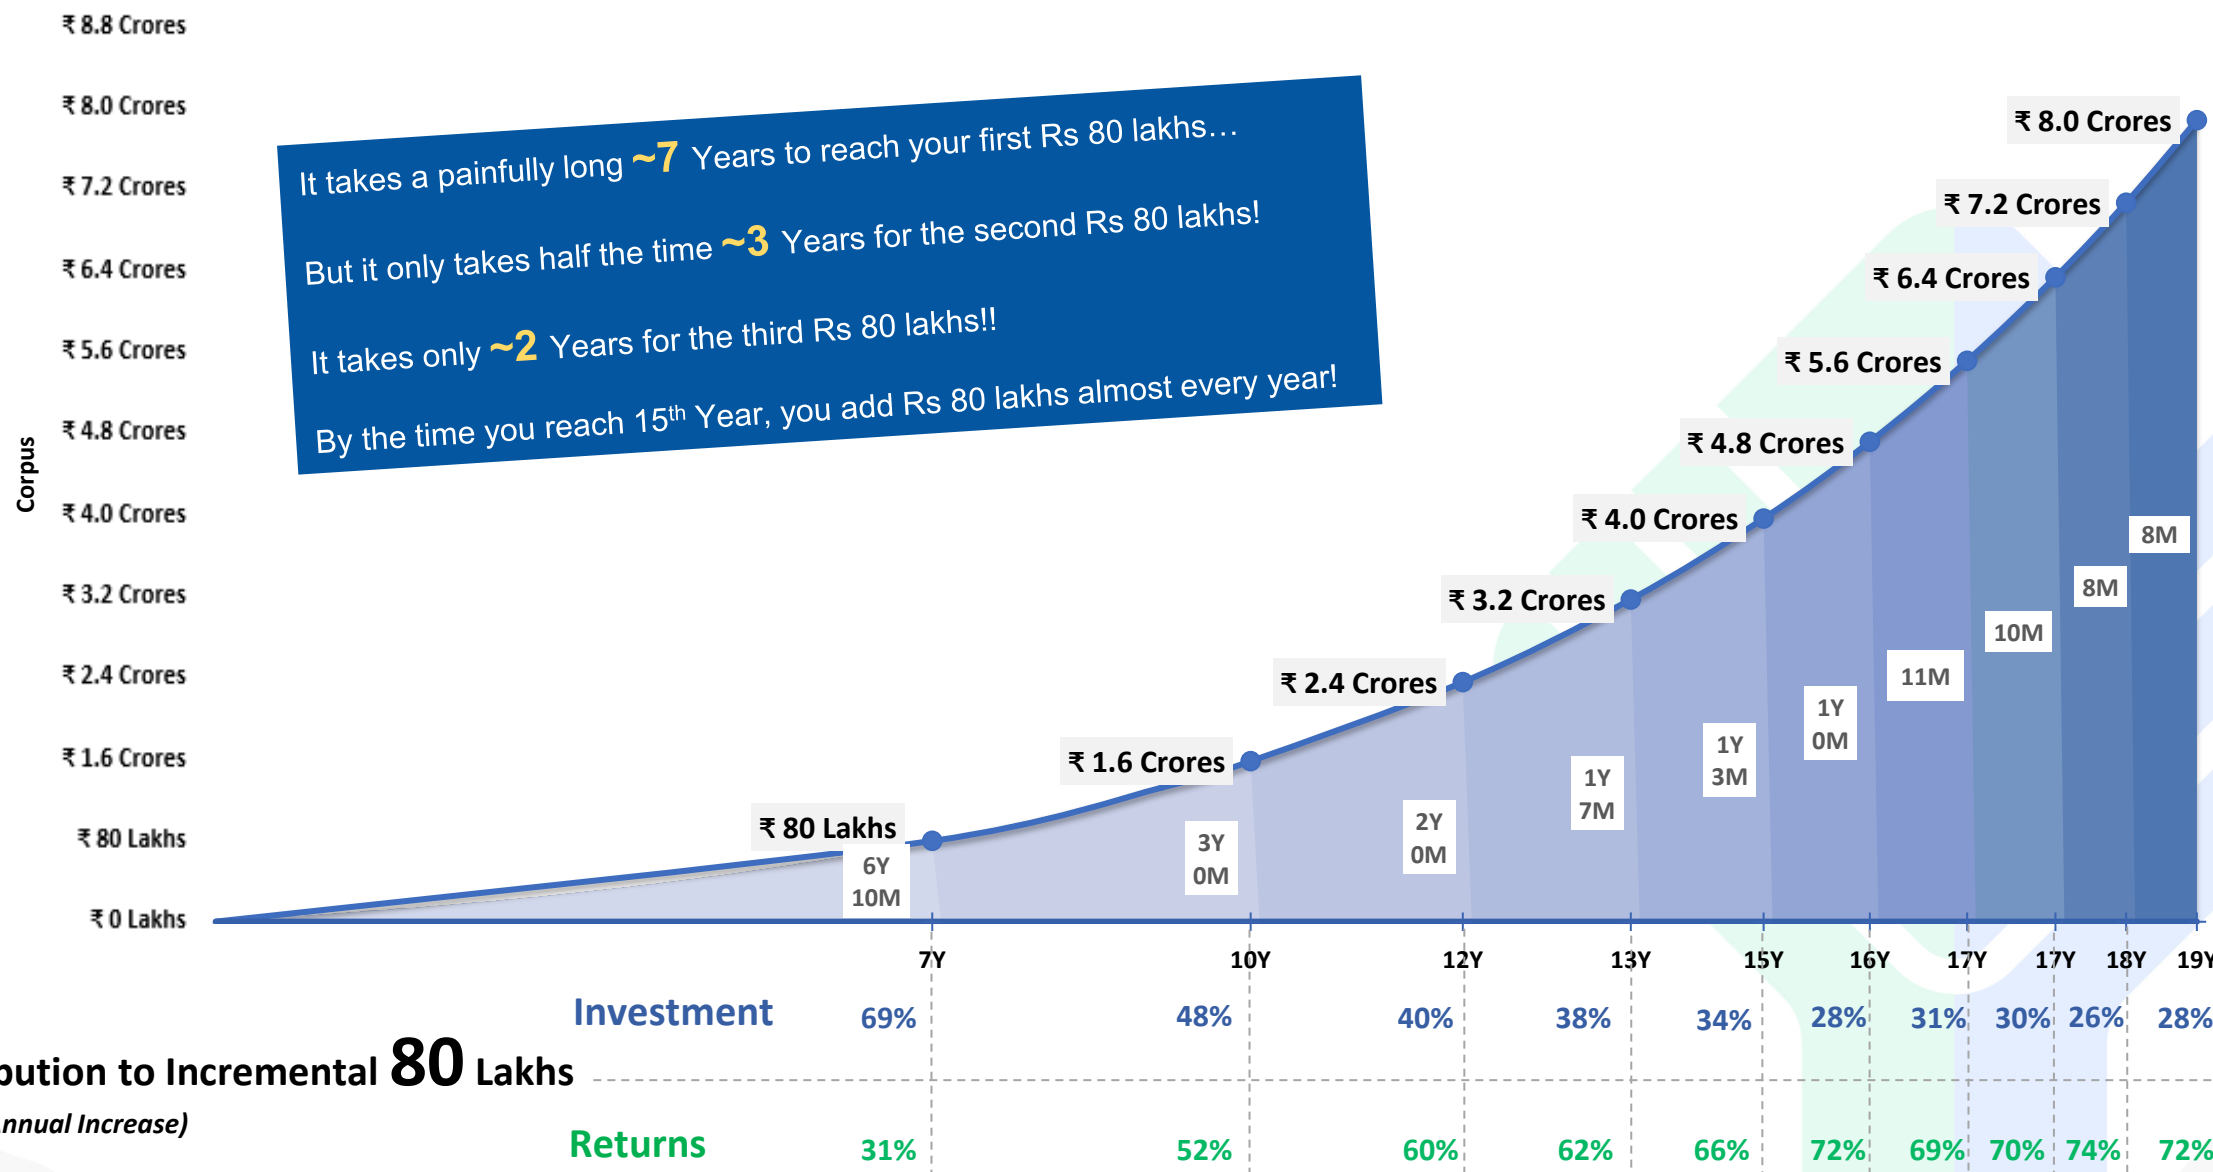 ₹ 8.8 Crores
₹ 8.0 Crores
₹ 7.2 Crores
₹ 6.4 Crores
₹ 5.6 Crores
₹ 4.8 Crores
₹ 4.0 Crores
₹ 3.2 Crores
₹ 2.4 Crores
₹ 1.6 Crores
₹ 80 Lakhs
₹ 0 Lakhs
Corpus
It takes a painfully long ~7 Years to reach your first Rs 80 lakhs…
But it only takes half the time ~3 Years for the second Rs 80 lakhs!
It takes only ~2 Years for the third Rs 80 lakhs!!
By the time you reach 15th Year, you add Rs 80 lakhs almost every year!
₹ 80 Lakhs
₹ 1.6 Crores
₹ 2.4 Crores
₹ 3.2 Crores
₹ 4.0 Crores
₹ 4.8 Crores
₹ 5.6 Crores
₹ 6.4 Crores
₹ 7.2 Crores
₹ 8.0 Crores
6Y
10M
3Y
0M
2Y
0M
1Y
7M
1Y
3M
1Y
0M
11M
10M
8M
8M
7Y 10Y 12Y 13Y 15Y 16Y 17Y 17Y 18Y 19Y
Investment 69% 48% 40% 38% 34% 28% 31% 30% 26% 28%
bution to Incremental 80 Lakhs
nnual Increase)
Returns 31% 52% 60% 62% 66% 72% 69% 70% 74% 72%